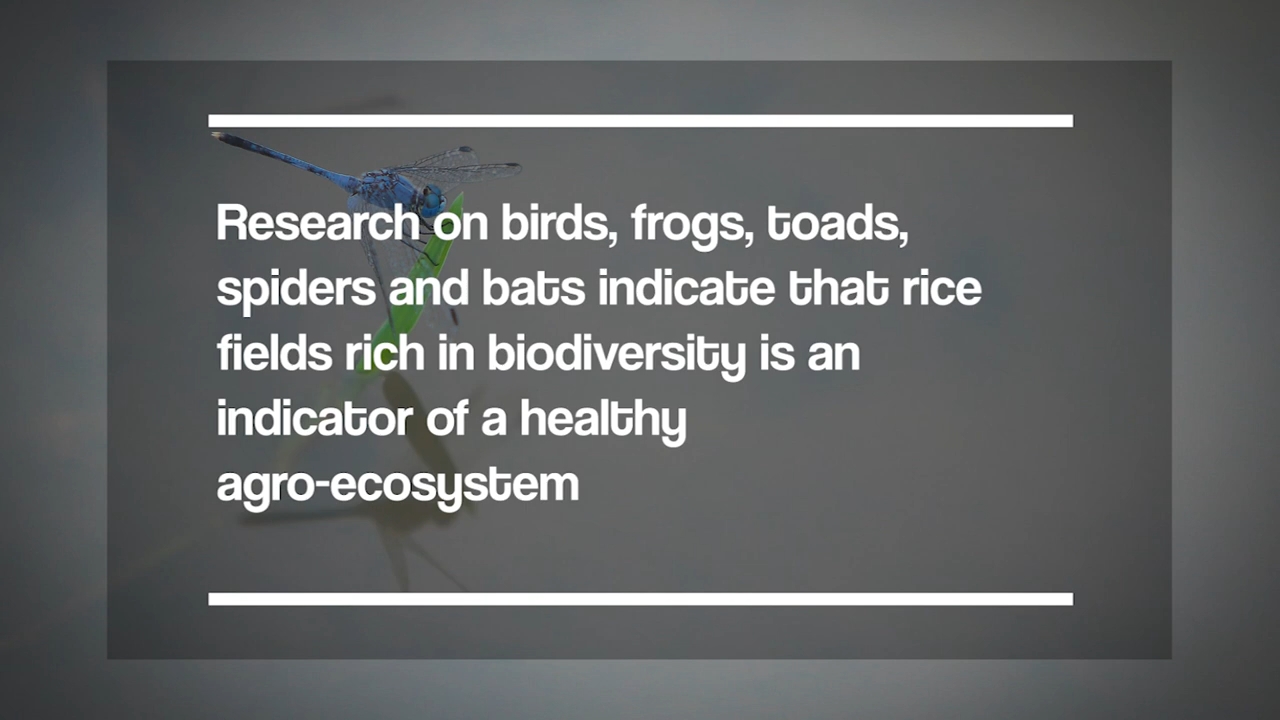 Research on birds, frogs, toads,
spiders and bats indicate that rice
fields rich in biodiversity is an
indicator of a healthy
agro-ecosystem